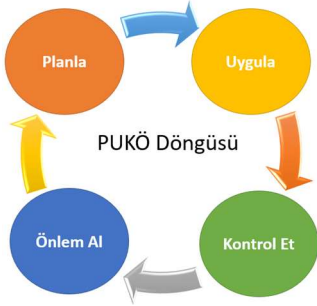 Planla
Uygula
PUKÖ Döngüsü
Önlem Al
Kontrol Et